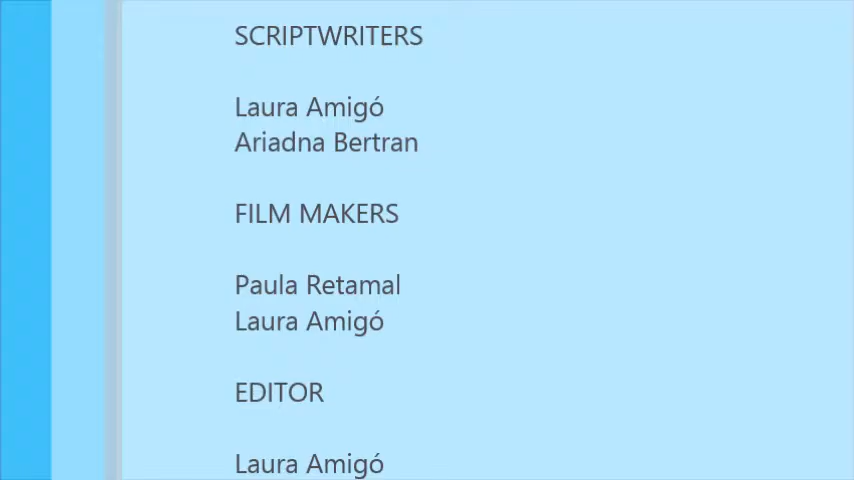 SCRIPTWRITERS
Laura Amigó
Ariadna Bertran
FILM MAKERS
Paula Retamal
Laura Amigó
EDITOR
Laura Amigó